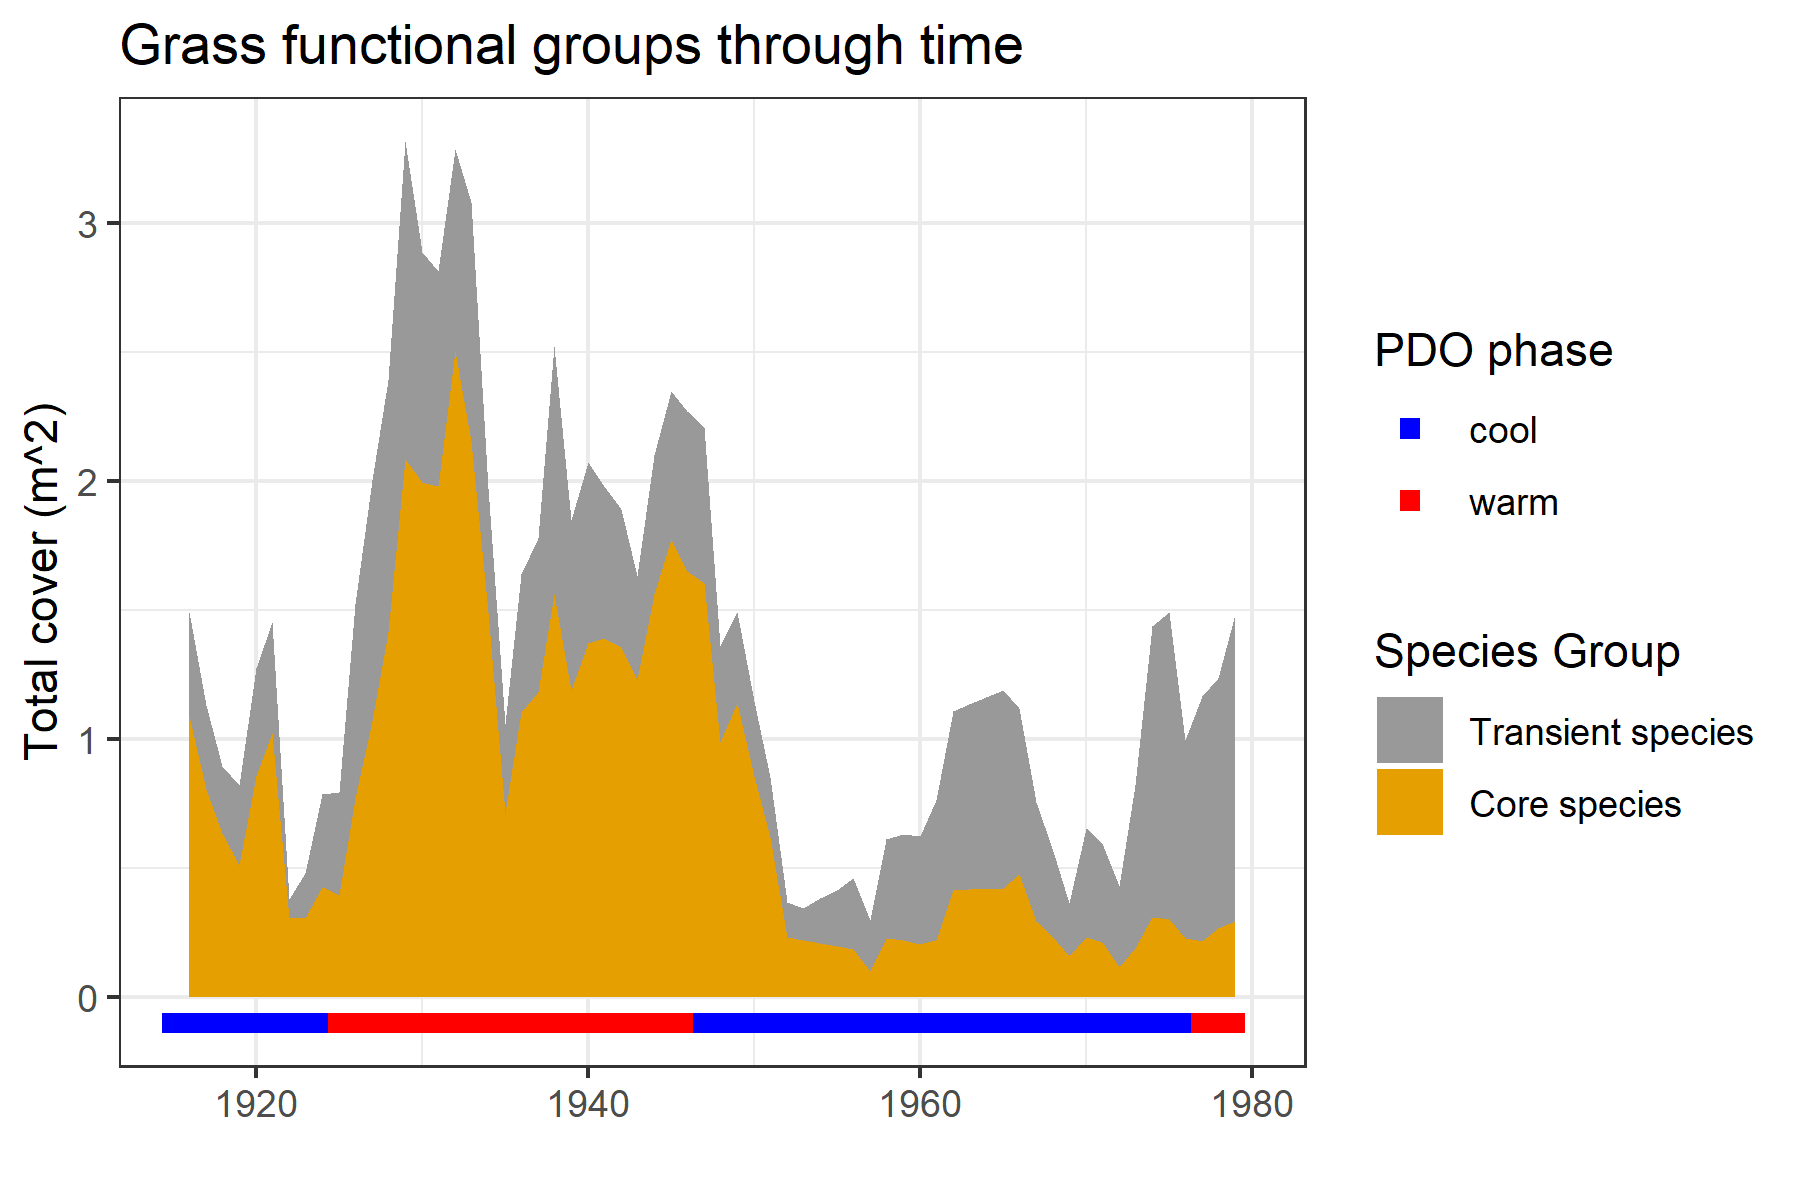 Grass functional groups through time
Total cover (m^2)
3
2
1
0
1920
1940
1960
1980
PDO phase
cool
warm
Species Group
Transient species
Core species